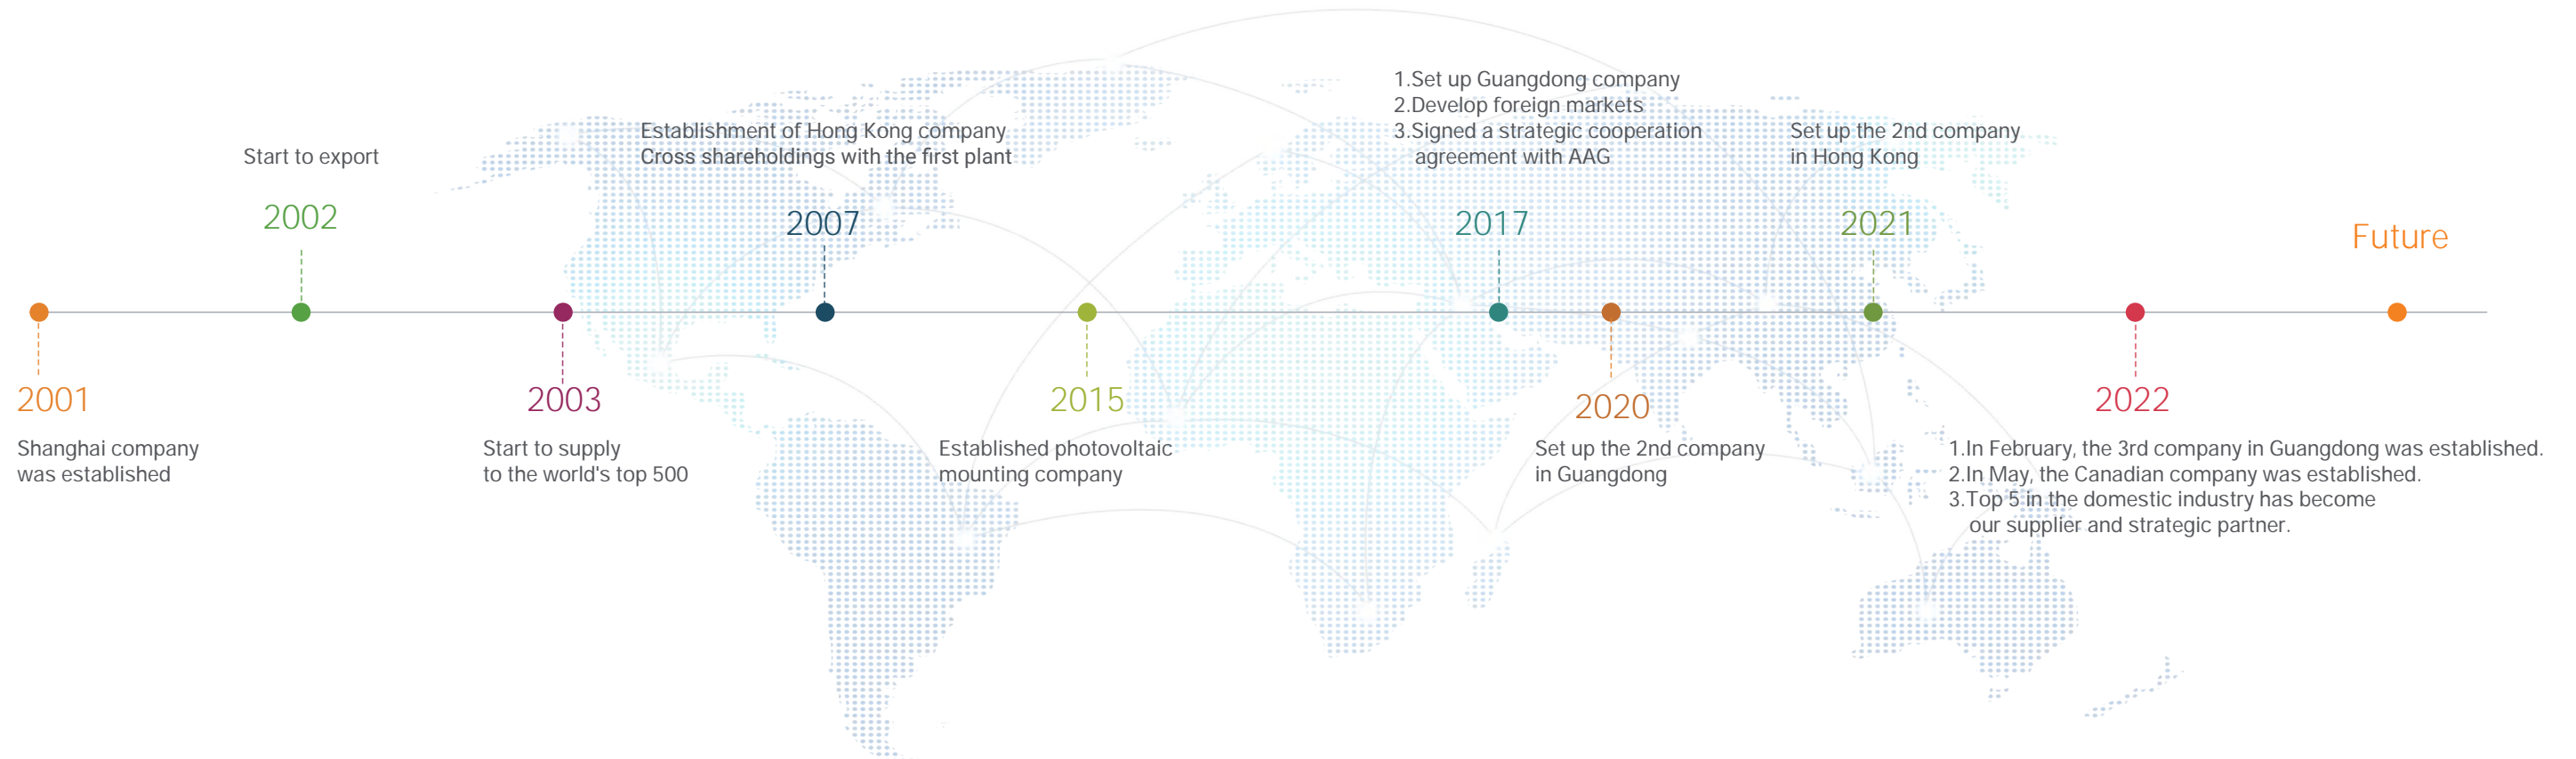 2001
Shanghai company
was established
Start to export
2002
2003
Start to supply
to the world's top 500
Establishment of Hong Kong company
Cross shareholdings with the first plant
2007
2015
Established photovoltaic
mounting company
1.Set up Guangdong company
2.Develop foreign markets
3.Signed a strategic cooperation
agreement with AAG
2017
2020
Set up the 2nd company
in Guangdong
Set up the 2nd company
in Hong Kong
2021
2022
1.In February, the 3rd company in Guangdong was established.
2.In May, the Canadian company was established.
3.Top 5 in the domestic industry has become
our supplier and strategic partner.
Future